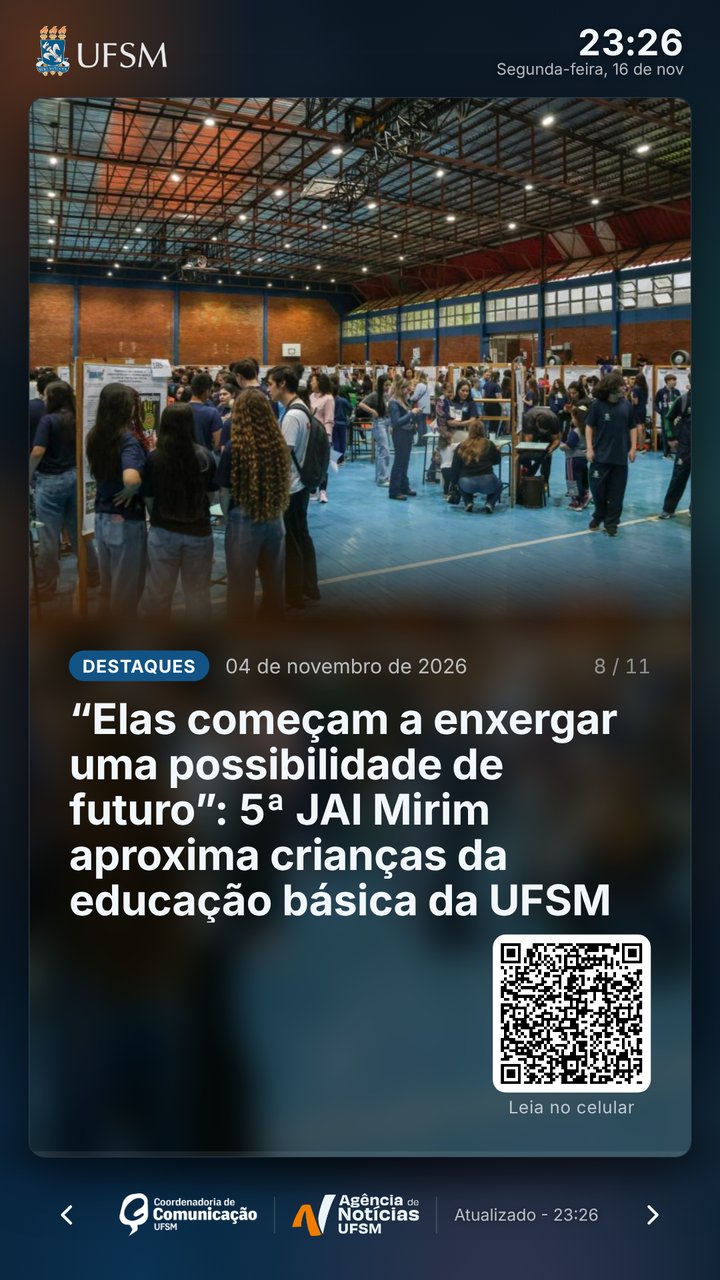 UFSM
23:26
Segunda-feira, 16 de nov
DESTAQUES
04 de novembro de 2026
8 / 11
“Elas começam a enxergar
uma possibilidade de
futuro”: 5ª JAI Mirim
aproxima crianças da
educação básica da UFSM
Leia no celular
Coordenadoria de
Comunicação
UFSM
Agência de
Notícias
UFSM
Atualizado - 23:26